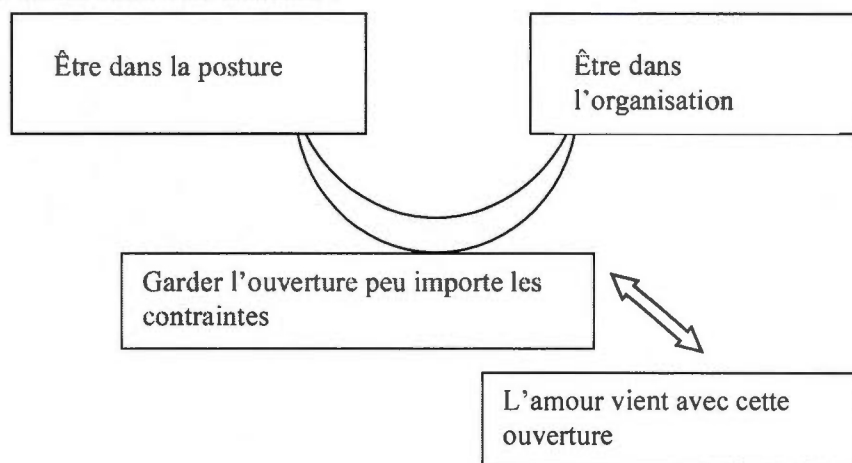 Être dans la posture
Être dans
l'organisation
Garder l'ouverture peu importe les
contraintes
L'amour vient avec cette
ouverture